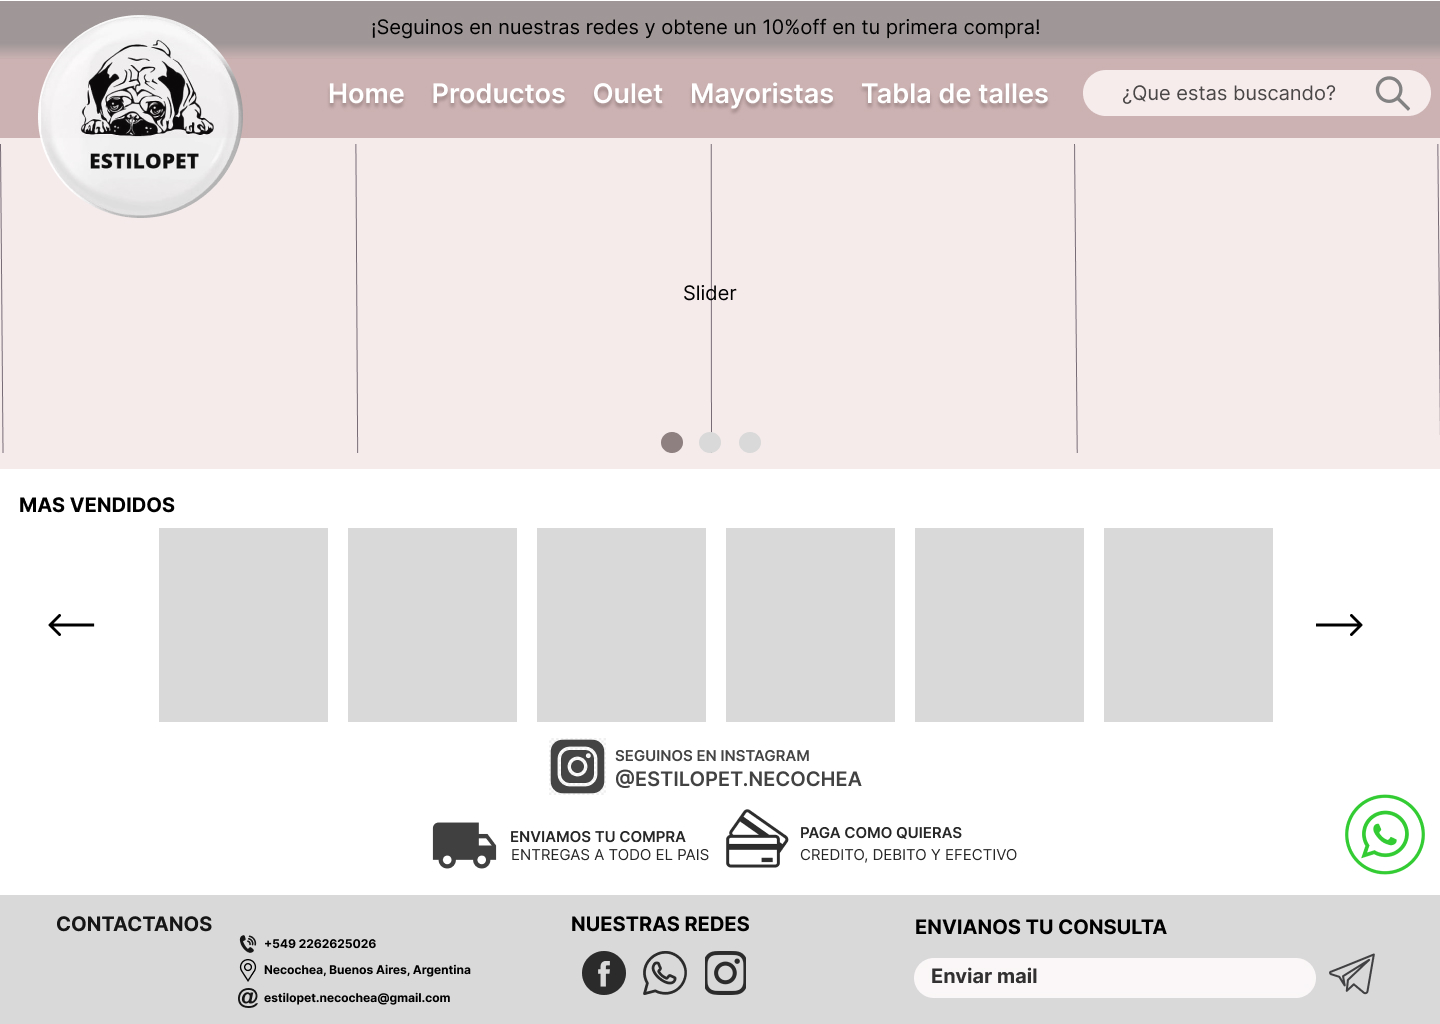 ¡Seguinos en nuestras redes y obtene un 10%off en tu primera compra!
Home Productos Oulet Mayoristas Tabla de talles
¿Que estas buscando?
ESTILOPET
Slider
MAS VENDIDOS
SEGUINOS EN INSTAGRAM
@ESTILOPET.NECOCHEA
ENVIAMOS TU COMPRA
ENTREGAS A TODO EL PAIS
PAGA COMO QUIERAS
CREDITO, DEBITO Y EFECTIVO
CONTACTANOS
+549 2262625026
Necochea, Buenos Aires, Argentina
estilopet.necochea@gmail.com
NUESTRAS REDES
ENVIANOS TU CONSULTA
Enviar mail